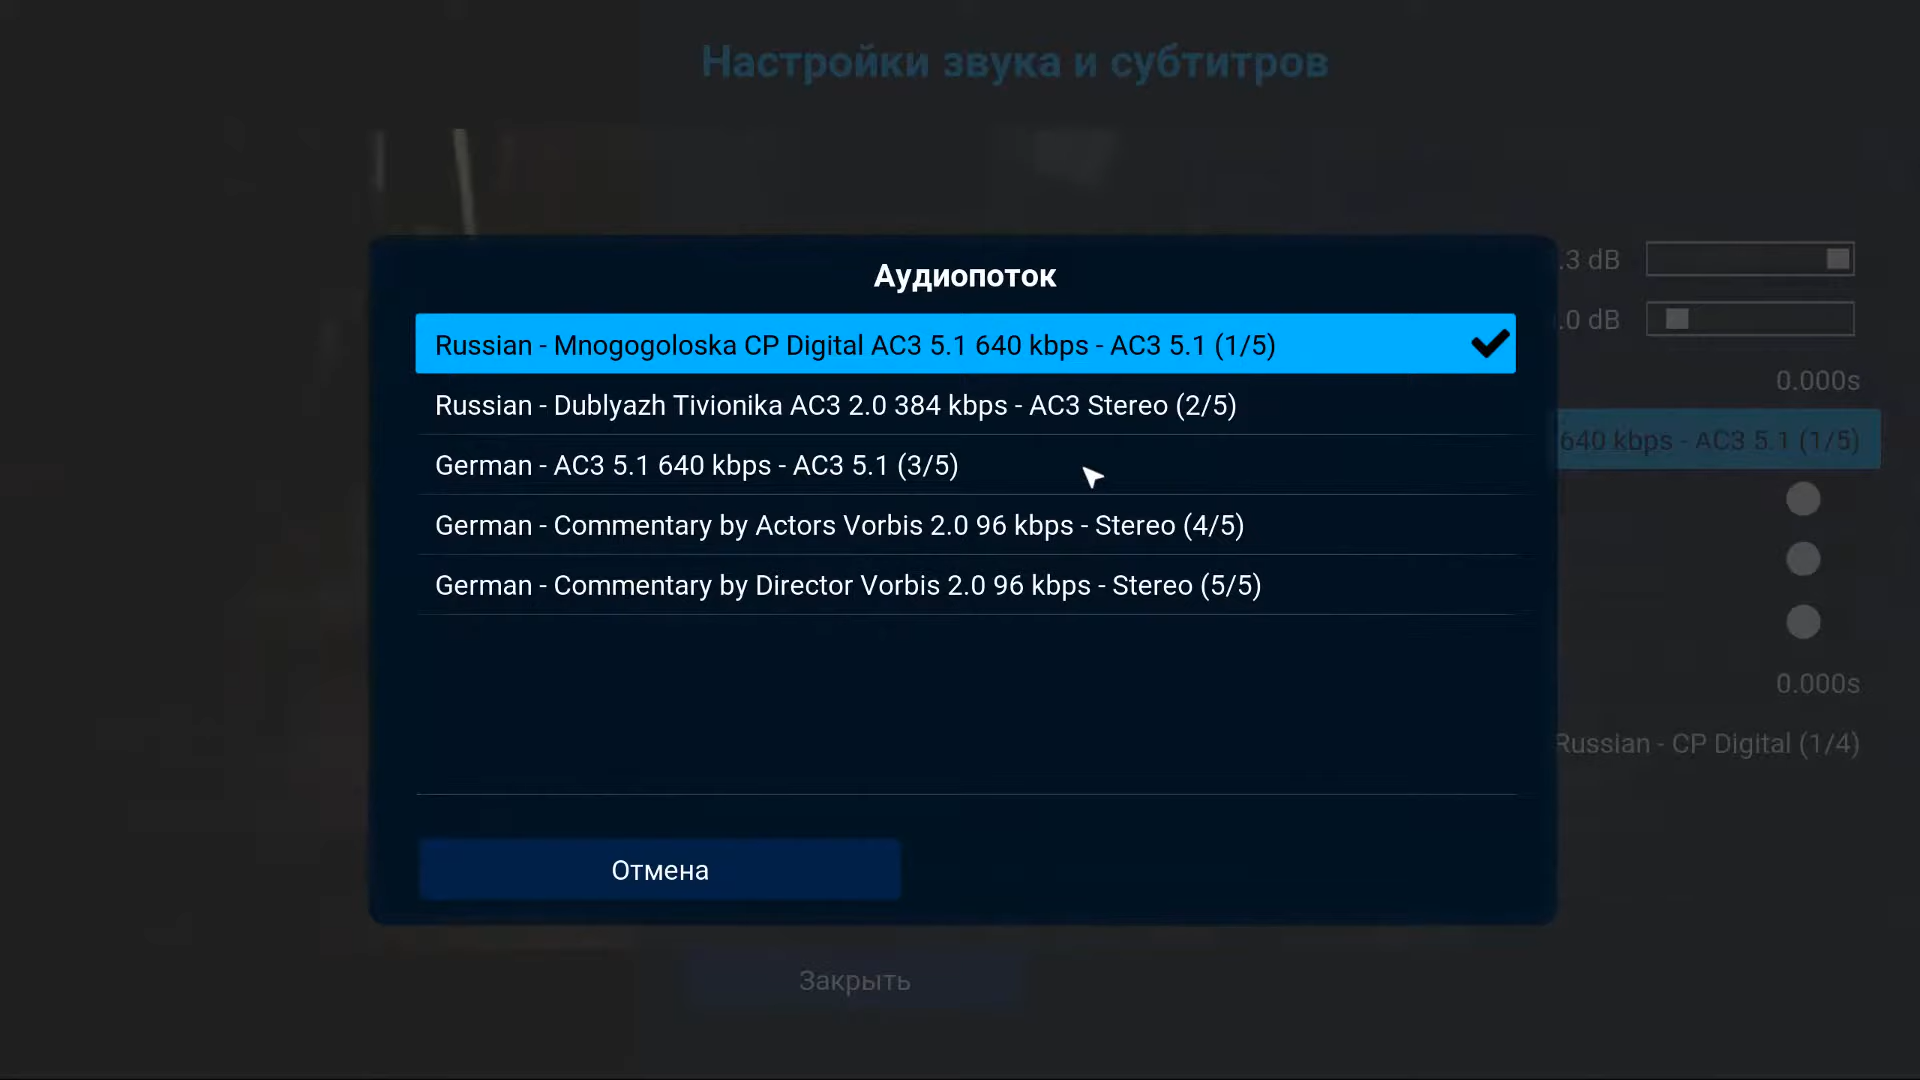 Настройки звука и субтитров
Аудиопоток
.3 dB
Russian - Mnogogoloska CP Digital AC3 5.1 640 kbps - AC3 5.1 (1/5)
.0 dB
0.000s
Russian - Dublyazh Tivionika AC3 2.0 384 kbps - AC3 Stereo (2/5)
640 kbps - AC3 5.1 (1/5)
German - AC3 5.1 640 kbps - AC3 5.1 (3/5)
German - Commentary by Actors Vorbis 2.0 96 kbps - Stereo (4/5)
German - Commentary by Director Vorbis 2.0 96 kbps - Stereo (5/5)
0.000s
Russian - CP Digital (1/4)
Отмена
Закрыть